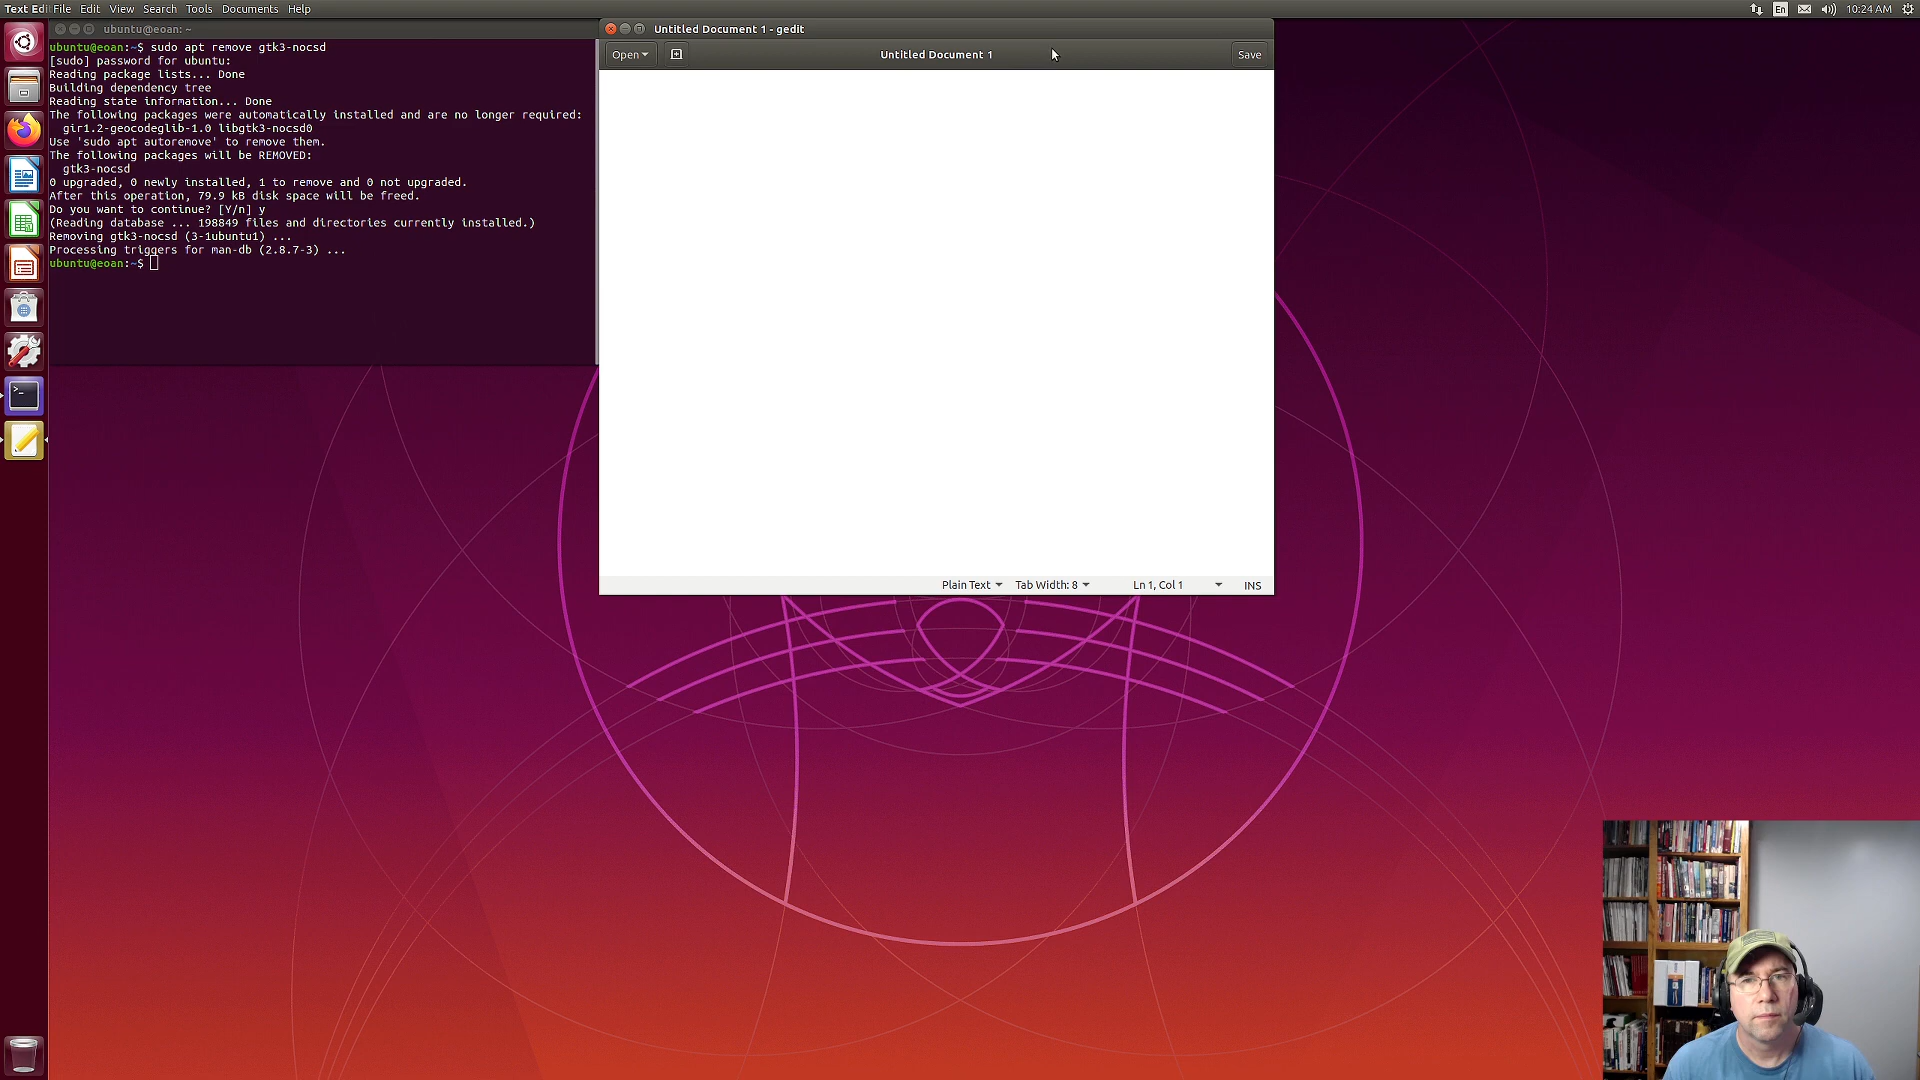 Text Edi File Edit View Search Tools Documents Help
En 10:24 AM
ubuntu@eoan: ~
ubuntu@eoan:~$ sudo apt remove gtk3-nocsd
[sudo] password for ubuntu:
Reading package lists... Done
Building dependency tree
Reading state information... Done
The following packages were automatically installed and are no longer required:
  gir1.2-geocodeglib-1.0 libgtk3-nocsd0
Use 'sudo apt autoremove' to remove them.
The following packages will be REMOVED:
  gtk3-nocsd
0 upgraded, 0 newly installed, 1 to remove and 0 not upgraded.
After this operation, 79.9 kB disk space will be freed.
Do you want to continue? [Y/n] y
(Reading database ... 198849 files and directories currently installed.)
Removing gtk3-nocsd (3-1ubuntu1) ...
Processing triggers for man-db (2.8.7-3) ...
ubuntu@eoan:~$
Untitled Document 1 - gedit
Open Untitled Document 1 Save
Plain Text Tab Width: 8 Ln 1, Col 1 INS